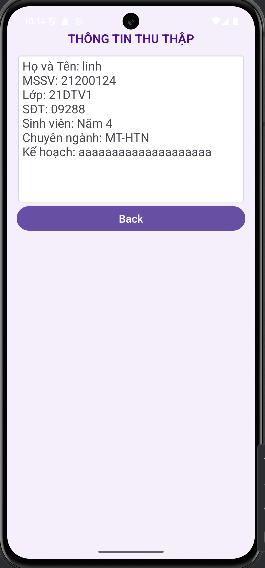 10:14
THÔNG TIN THU THẬP
Họ và Tên: linh
MSSV: 21200124
Lớp: 21DTV1
SĐT: 09288
Sinh viên: Năm 4
Chuyên ngành: MT-HTN
Kế hoạch: aaaaaaaaaaaaaaaaaaaa
Back